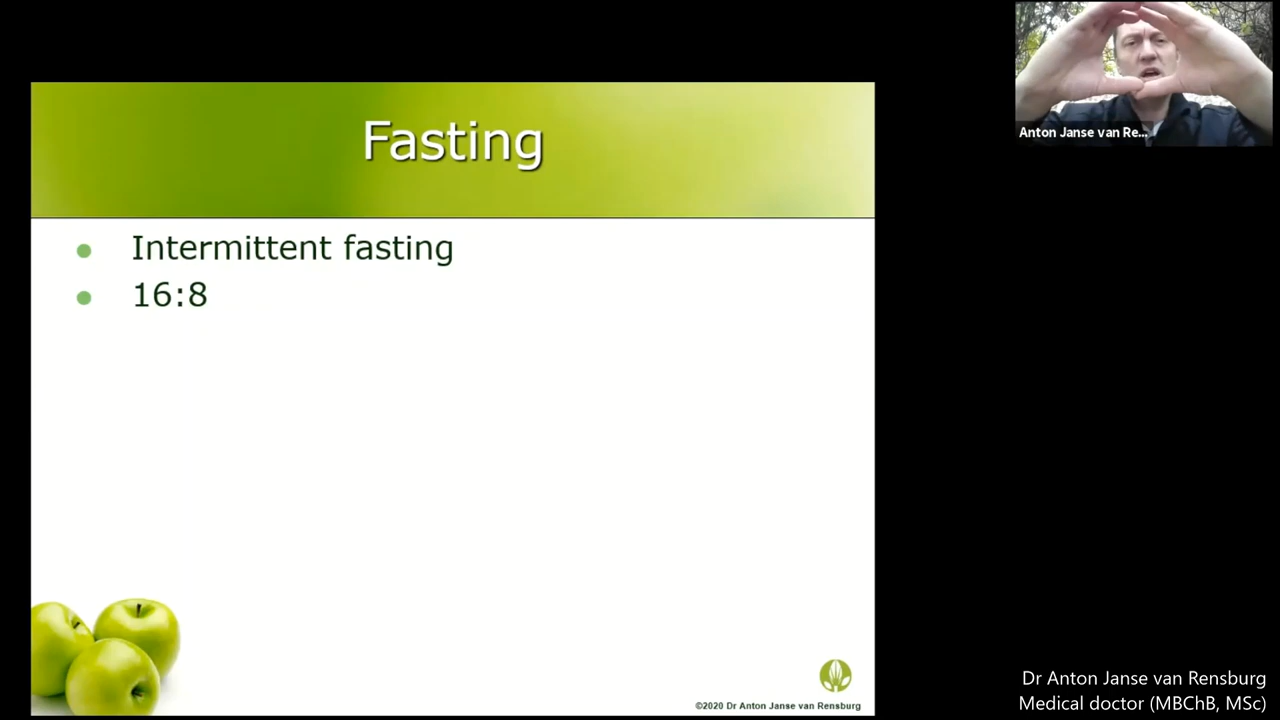 Fasting
Intermittent fasting
16:8
©2020 Dr Anton Janse van Rensburg
Anton Janse van Re...
Dr Anton Janse van Rensburg
Medical doctor (MBChB, MSc)